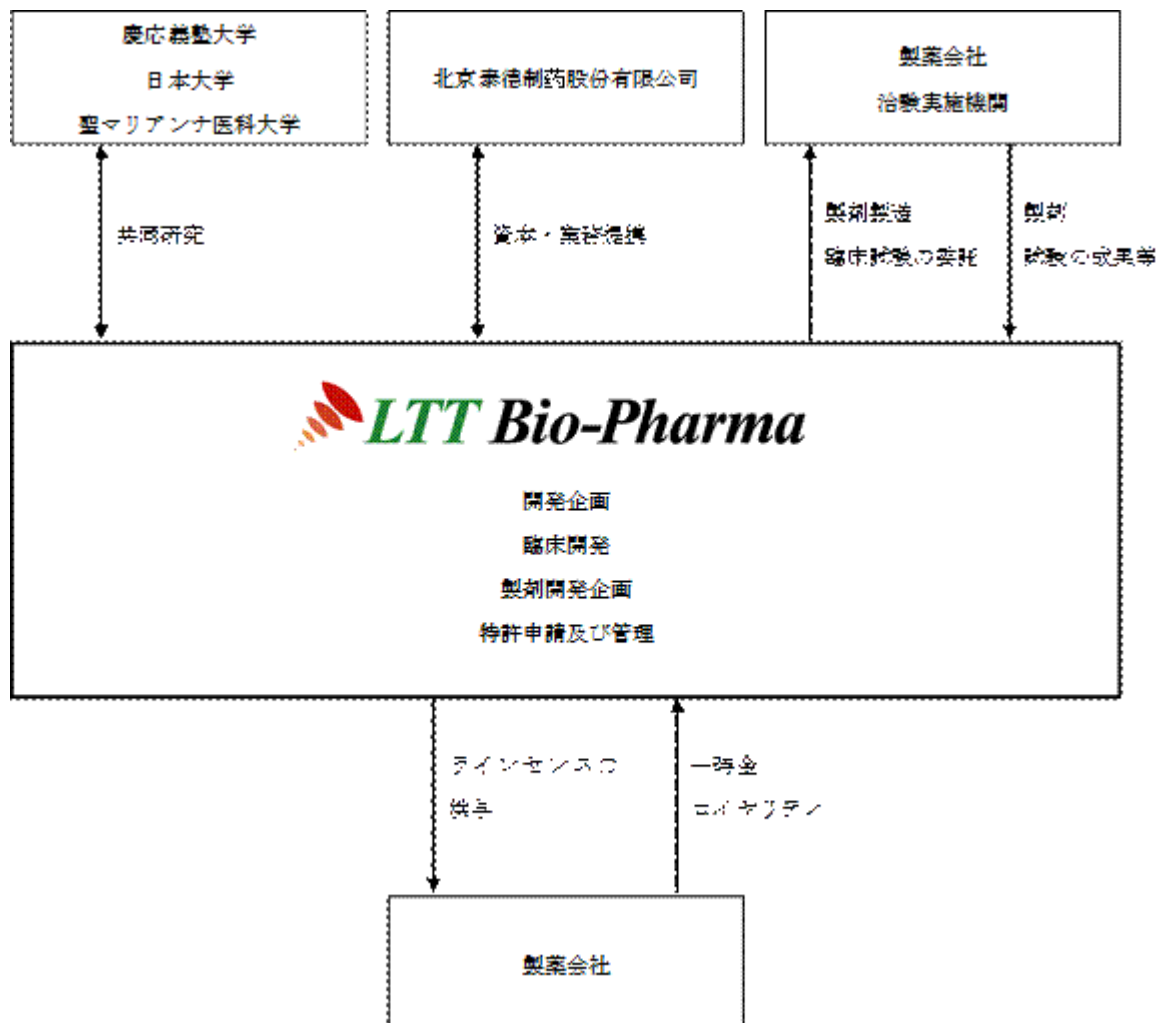 慶応義塾大学
日本大学
聖マリアンナ医科大学
北京泰德制药股份有限公司
製薬会社
治験実施機関
共同研究
資本・業務提携
製剤製造
臨床試験の委託
製剤
試験の成果等
LTT Bio-Pharma
開発企画
臨床開発
製剤開発企画
特許申請及び管理
ラインセンスの
供与
一時金
ロイヤリティ
製薬会社